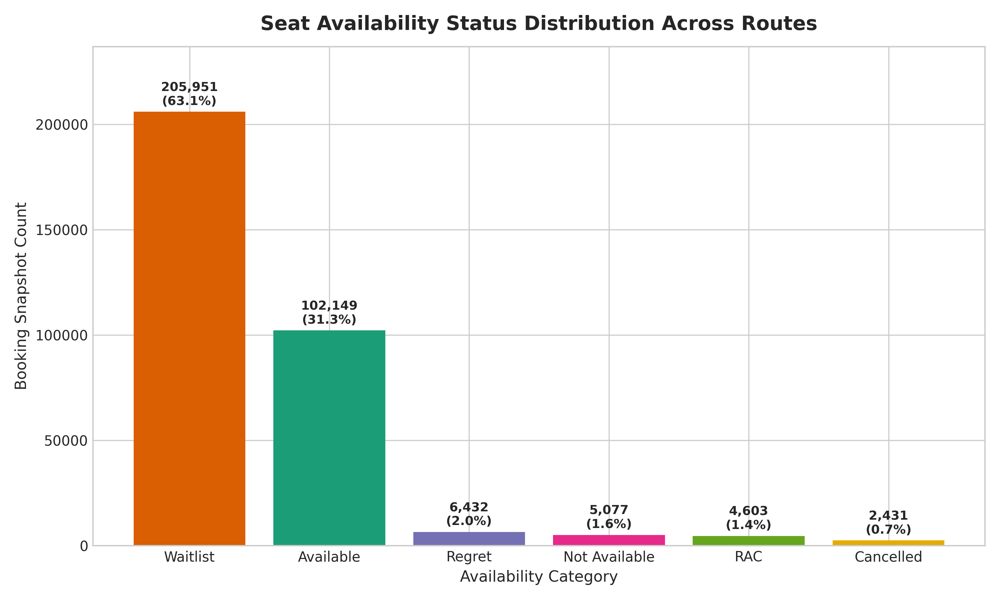 Seat Availability Status Distribution Across Routes
Booking Snapshot Count
200000
150000
100000
50000
0
205,951
(63.1%)
102,149
(31.3%)
6,432
(2.0%)
5,077
(1.6%)
4,603
(1.4%)
2,431
(0.7%)
Waitlist
Available
Regret
Not Available
RAC
Cancelled
Availability Category